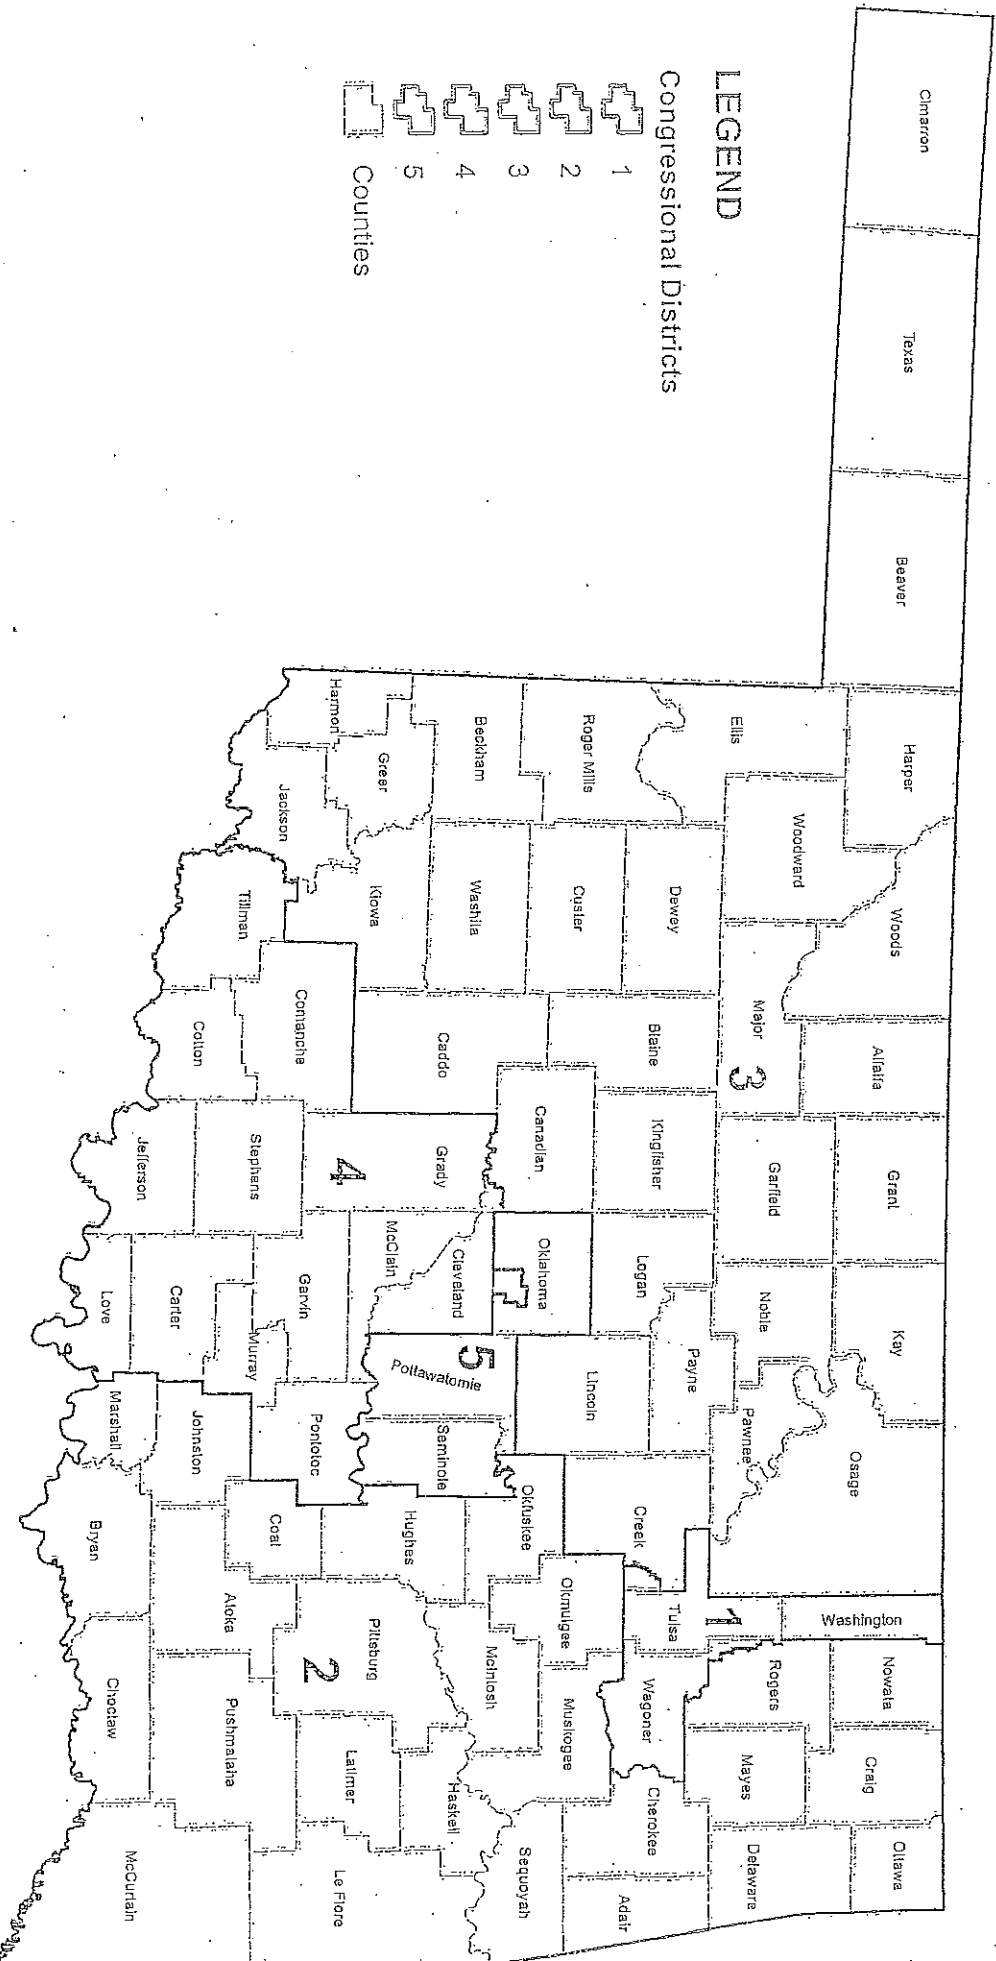 LEGEND
Congressional Districts
1
2
3
4
5
Counties
Cimarron
Texas
Beaver
Harper
Woods
Alfalfa
Grant
Kay
Osage
Washington
Nowata
Craig
Ottawa
Ellis
Woodward
Major
3
Garfield
Noble
Pawnee
1
Rogers
Mayes
Delaware
Roger Mills
Dewey
Blaine
Kingfisher
Logan
Payne
Creek
Tulsa
Wagoner
Cherokee
Adair
Beckham
Custer
Washita
Caddo
Canadian
Oklahoma
Lincoln
Okfuskee
Okmulgee
Muskogee
Sequoyah
Harmon
Greer
Kiowa
Grady
4
McClain
Cleveland
5
Pottawatomie
Seminole
Hughes
McIntosh
Haskell
Jackson
Tillman
Comanche
Stephens
Garvin
Murray
Pontotoc
Coal
Pittsburg
2
Latimer
Le Flore
Cotton
Jefferson
Carter
Love
Johnston
Marshall
Atoka
Bryan
Pushmataha
Choctaw
McCurtain